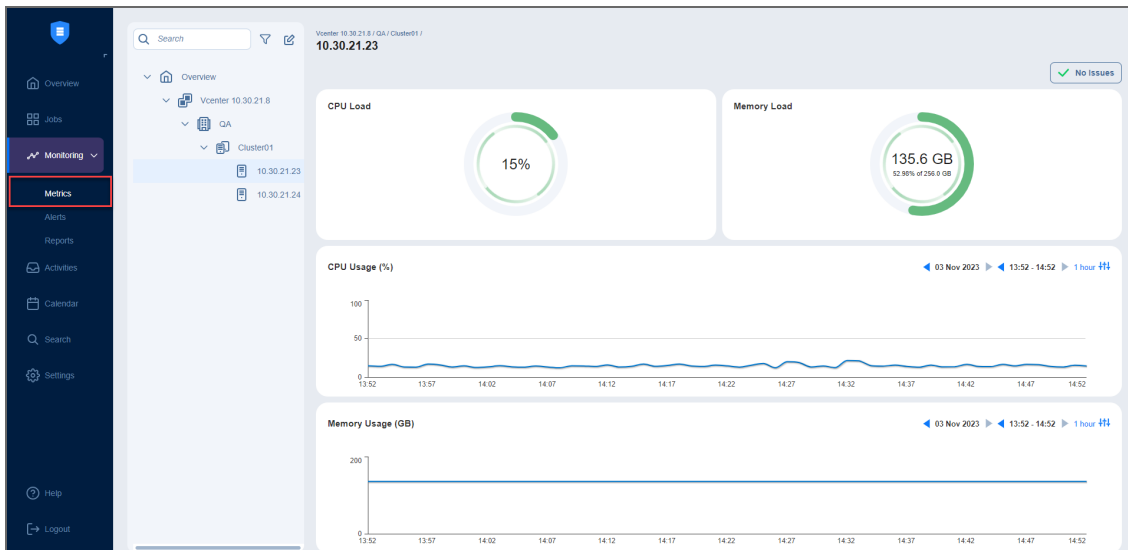 Overview
Jobs
Monitoring
Metrics
Alerts
Reports
Activities
Calendar
Search
Settings
Help
Logout
Search
Overview
Vcenter 10.30.21.8
QA
Cluster01
10.30.21.23
10.30.21.24
Vcenter 10.30.21.8 / QA / Cluster01 /
10.30.21.23
No Issues
CPU Load
15%
Memory Load
135.6 GB
52.98% of 256.0 GB
CPU Usage (%)
03 Nov 2023 13:52 - 14:52 1 hour
100
50
0
13:52 13:57 14:02 14:07 14:12 14:17 14:22 14:27 14:32 14:37 14:42 14:47 14:52
Memory Usage (GB)
03 Nov 2023 13:52 - 14:52 1 hour
200
0
13:52 13:57 14:02 14:07 14:12 14:17 14:22 14:27 14:32 14:37 14:42 14:47 14:52